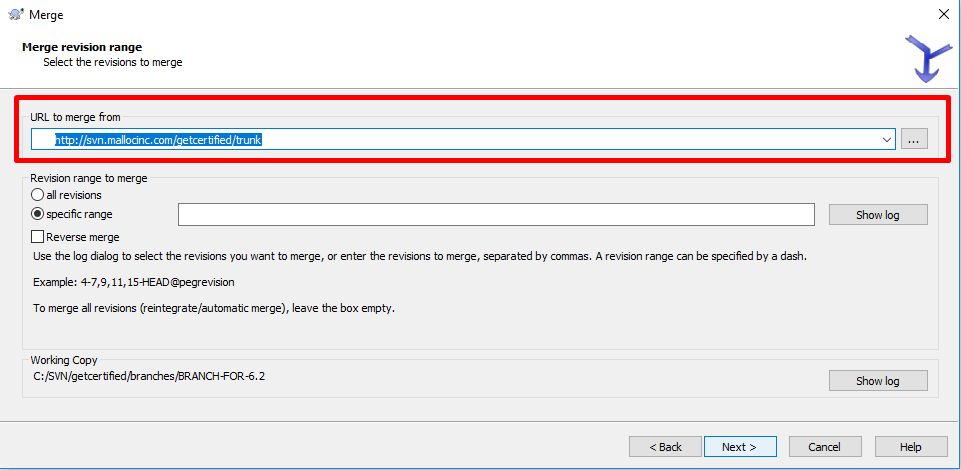 Merge
Merge revision range
Select the revisions to merge
URL to merge from
http://svn.mallocinc.com/getcertified/trunk
...
Revision range to merge
all revisions
specific range
Show log
Reverse merge
Use the log dialog to select the revisions you want to merge, or enter the revisions to merge, separated by commas. A revision range can be specified by a dash.
Example: 4-7,9,11,15-HEAD@pegrevision
To merge all revisions (reintegrate/automatic merge), leave the box empty.
Working Copy
C:/SVN/getcertified/branches/BRANCH-FOR-6.2
Show log
< Back
Next >
Cancel
Help